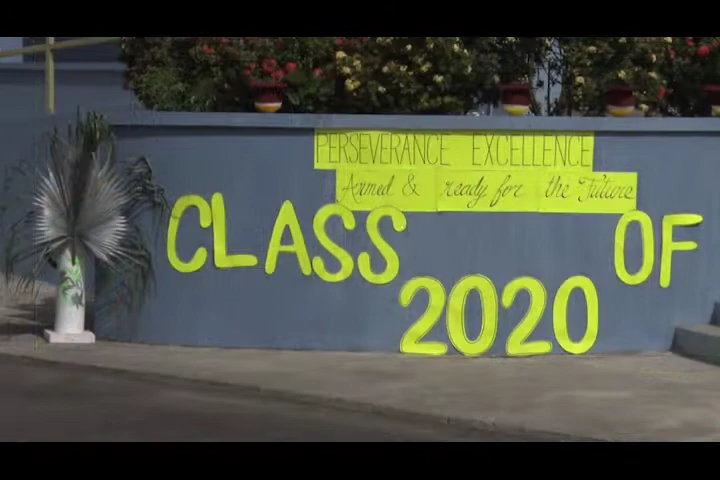 PERSEVERANCE EXCELLENCE
Armed & ready for the Future
CLASS OF
2020